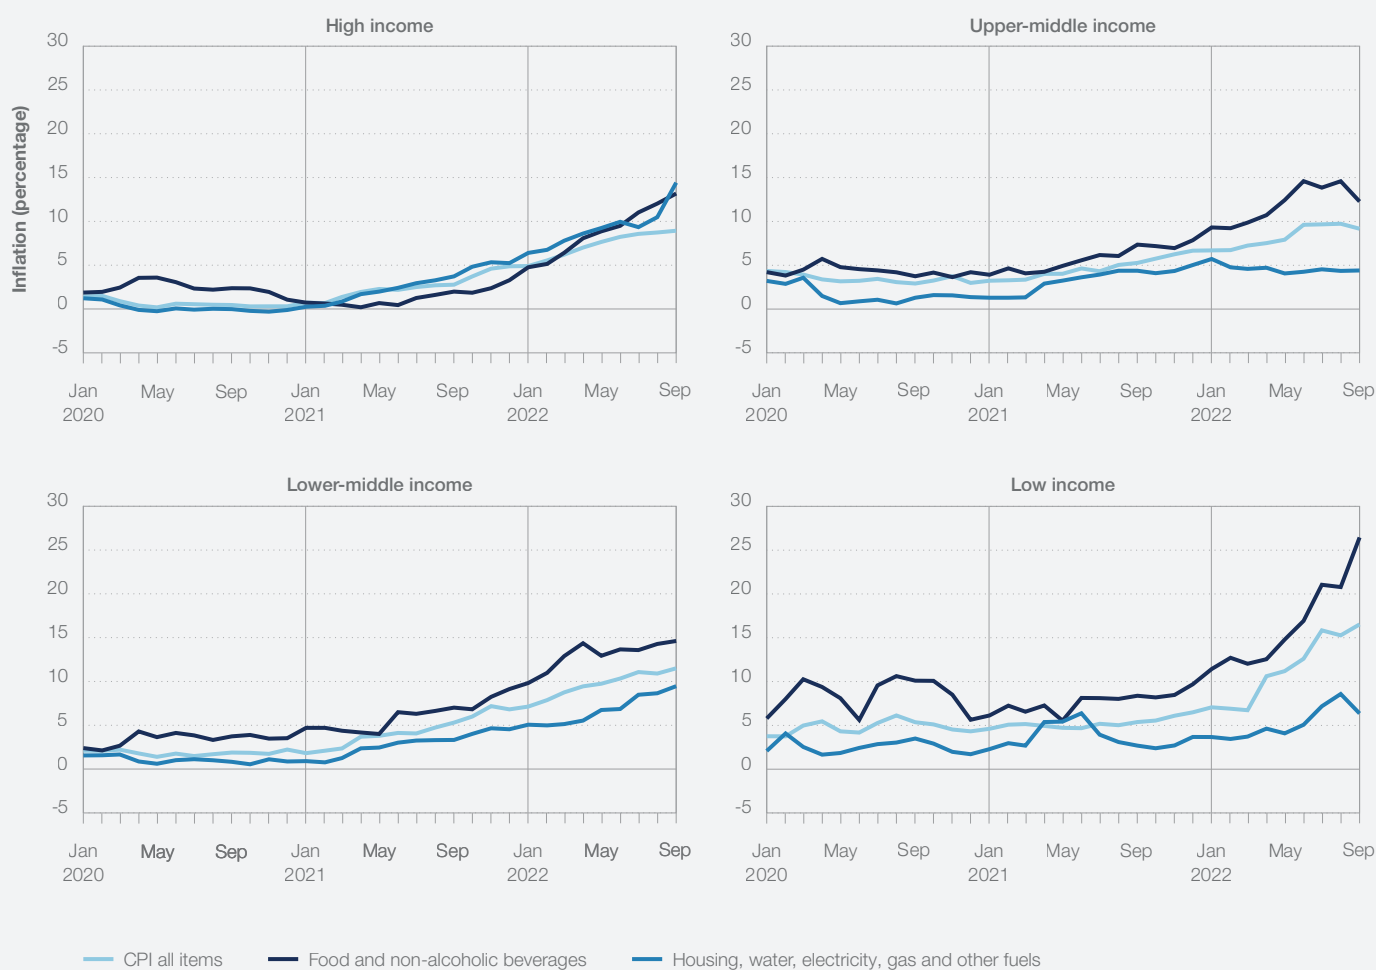 High income
Inflation (percentage)
30
25
20
15
10
5
0
-5
Jan May Sep Jan May Sep Jan May Sep
2020 2021 2022
Upper-middle income
30
25
20
15
10
5
0
-5
Jan May Sep Jan May Sep Jan May Sep
2020 2021 2022
Lower-middle income
30
25
20
15
10
5
0
-5
Jan May Sep Jan May Sep Jan May Sep
2020 2021 2022
Low income
30
25
20
15
10
5
0
-5
Jan May Sep Jan May Sep Jan May Sep
2020 2021 2022
CPI all items Food and non-alcoholic beverages Housing, water, electricity, gas and other fuels